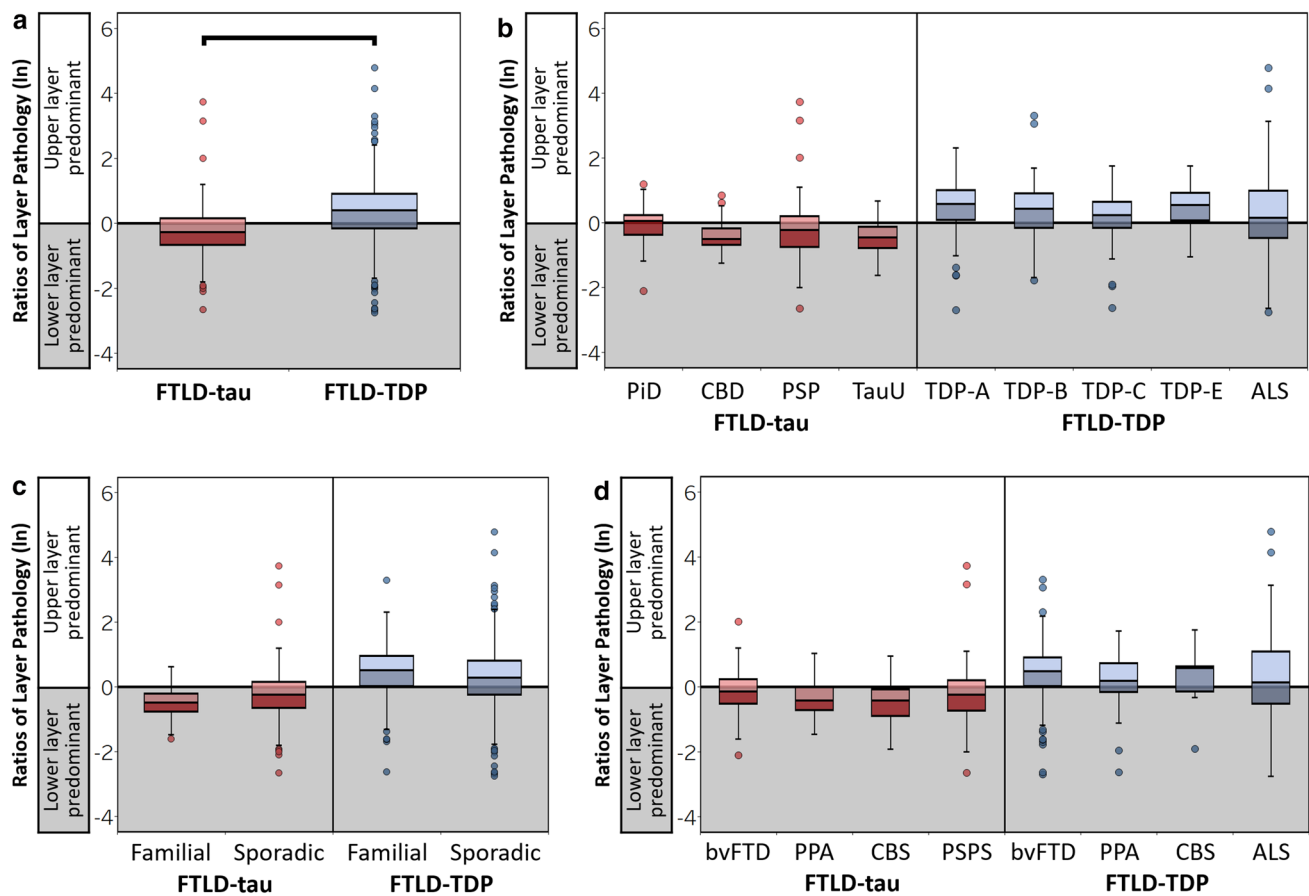 a
Ratios of Layer Pathology (ln)
Upper layer
predominant
Lower layer
predominant
6
4
2
0
-2
-4
FTLD-tau FTLD-TDP
b
Ratios of Layer Pathology (ln)
Upper layer
predominant
Lower layer
predominant
6
4
2
0
-2
-4
PiD CBD PSP TauU TDP-A TDP-B TDP-C TDP-E ALS
FTLD-tau FTLD-TDP
c
Ratios of Layer Pathology (ln)
Upper layer
predominant
Lower layer
predominant
6
4
2
0
-2
-4
Familial Sporadic Familial Sporadic
FTLD-tau FTLD-TDP
d
Ratios of Layer Pathology (ln)
Upper layer
predominant
Lower layer
predominant
6
4
2
0
-2
-4
bvFTD PPA CBS PSPS bvFTD PPA CBS ALS
FTLD-tau FTLD-TDP